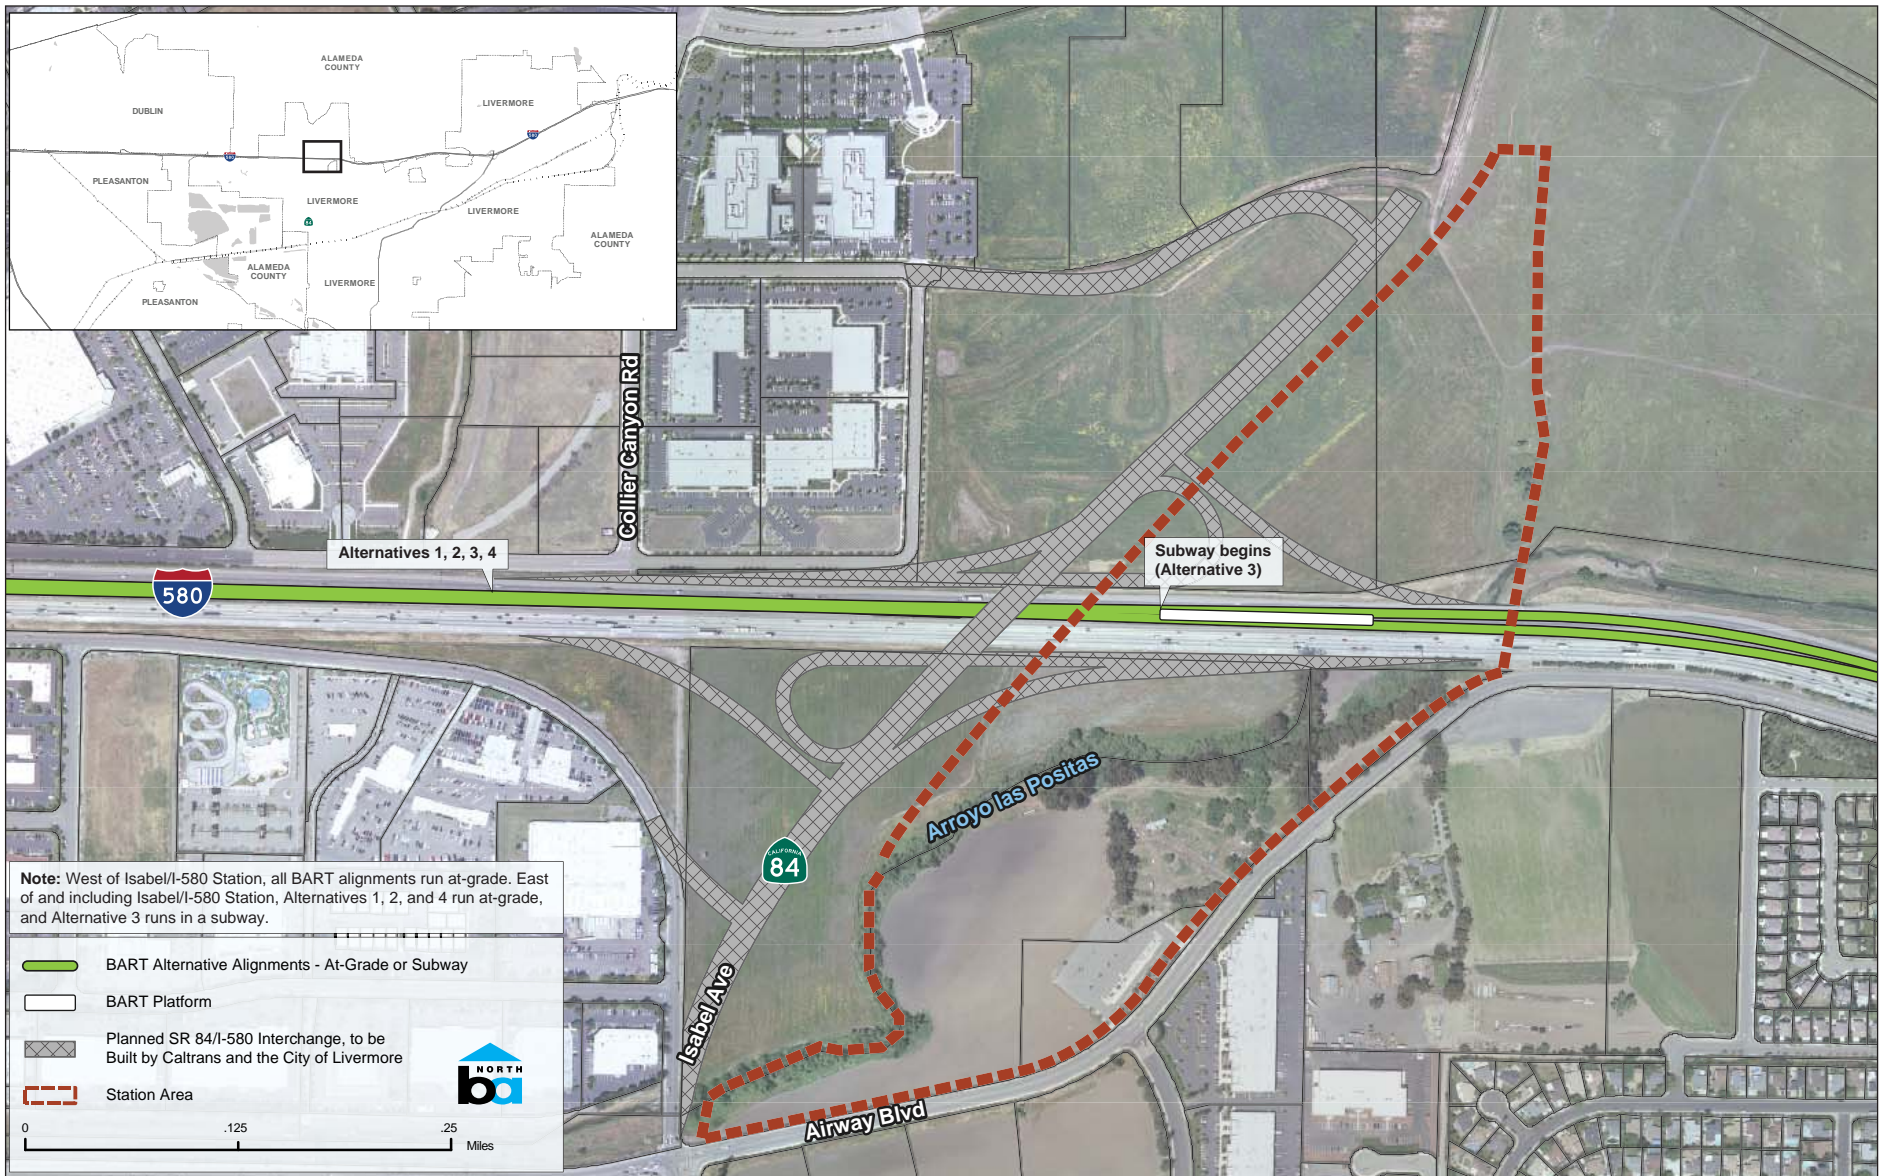 ALAMEDA
COUNTY
DUBLIN
LIVERMORE
580
580
PLEASANTON
LIVERMORE
84
LIVERMORE
ALAMEDA
COUNTY
ALAMEDA
COUNTY
LIVERMORE
PLEASANTON
Collier Canyon Rd
Alternatives 1, 2, 3, 4
Subway begins
(Alternative 3)
580
Arroyo las Positas
CALIFORNIA
84
Isabel Ave
Airway Blvd
Note: West of Isabel/I-580 Station, all BART alignments run at-grade. East
of and including Isabel/I-580 Station, Alternatives 1, 2, and 4 run at-grade,
and Alternative 3 runs in a subway.
BART Alternative Alignments - At-Grade or Subway
BART Platform
Planned SR 84/I-580 Interchange, to be
Built by Caltrans and the City of Livermore
Station Area
NORTH
ba
0 .125 .25
Miles